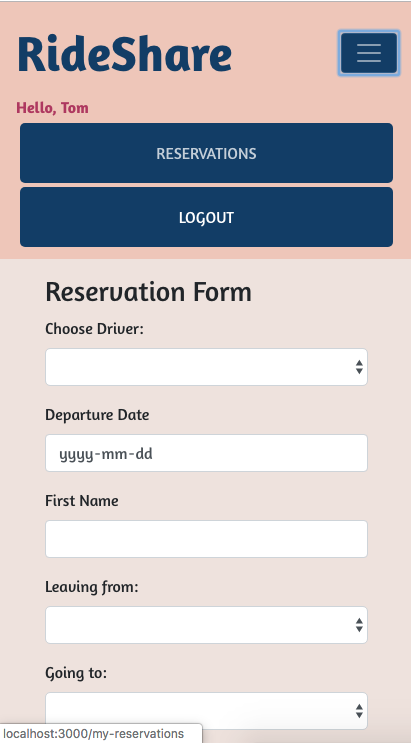 RideShare
Hello, Tom
RESERVATIONS
LOGOUT
Reservation Form
Choose Driver:
Departure Date
yyyy-mm-dd
First Name
Leaving from:
Going to:
localhost:3000/my-reservations